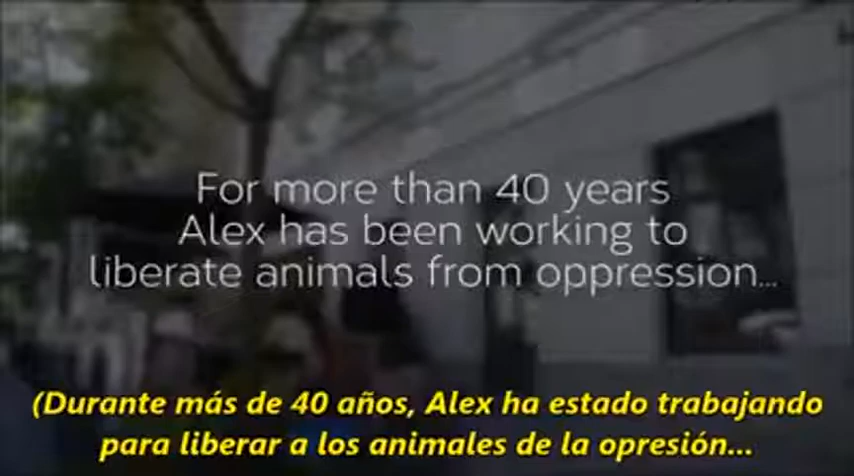 For more than 40 years
Alex has been working to
liberate animals from oppression...
(Durante más de 40 años, Alex ha estado trabajando
para liberar a los animales de la opresión...